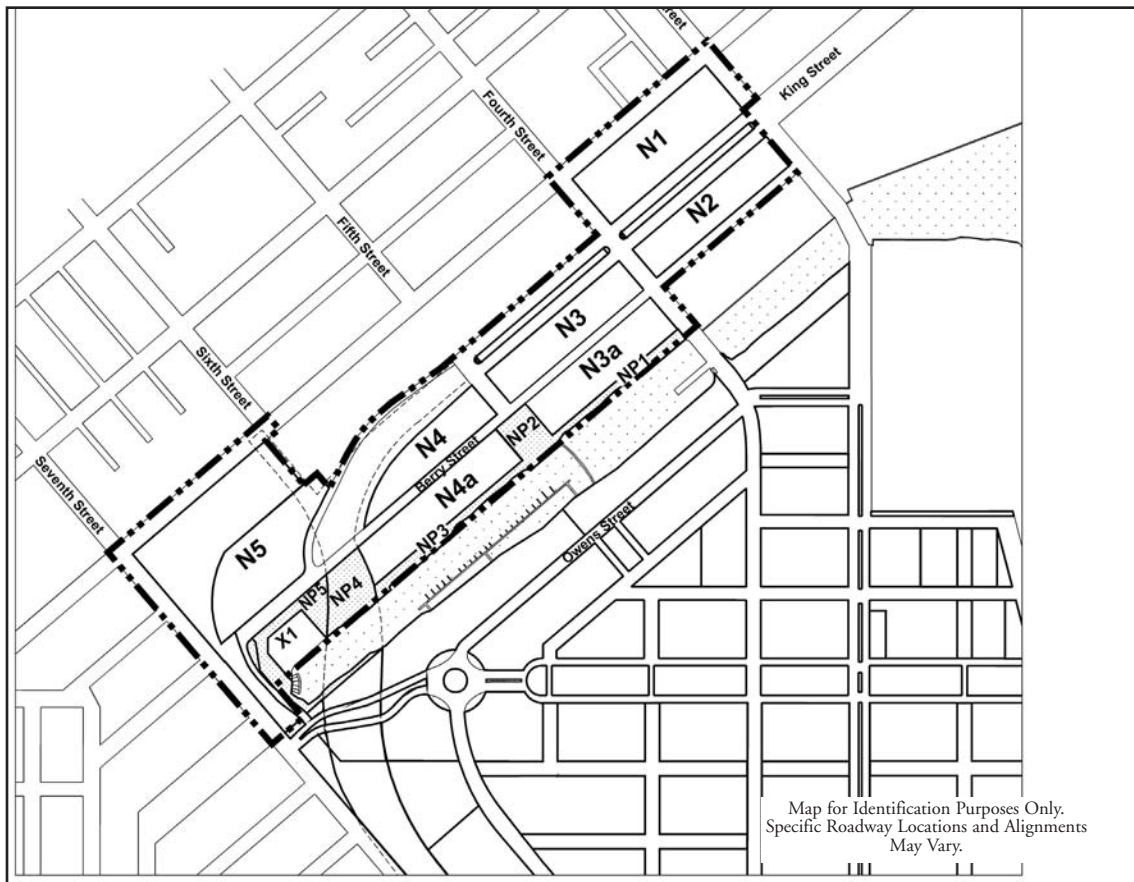 Street
King Street
N1
Fourth Street
N2
Fifth Street
N3
N3a
NP1
Sixth Street
N4
NP2
Berry Street
N4a
Seventh Street
NP3
Owens Street
N5
NP5
NP4
X1
Map for Identification Purposes Only.
Specific Roadway Locations and Alignments
May Vary.